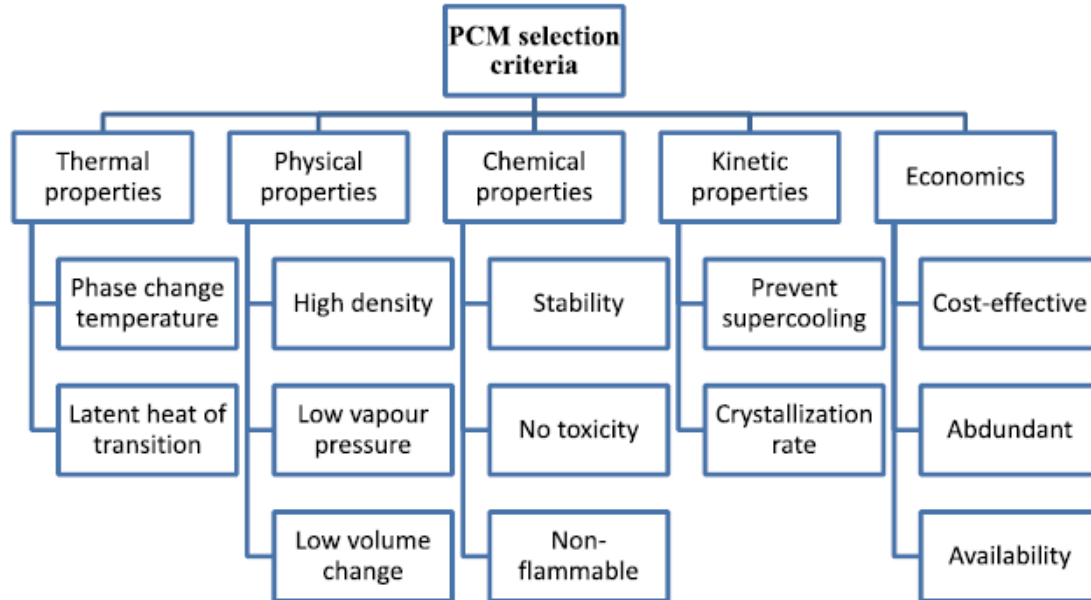 PCM selection
criteria
Thermal
properties
Physical
properties
Chemical
properties
Kinetic
properties
Economics
Phase change
temperature
High density
Stability
Prevent
supercooling
Cost-effective
Latent heat of
transition
Low vapour
pressure
No toxicity
Crystallization
rate
Abdundant
Low volume
change
Non-
flammable
Availability